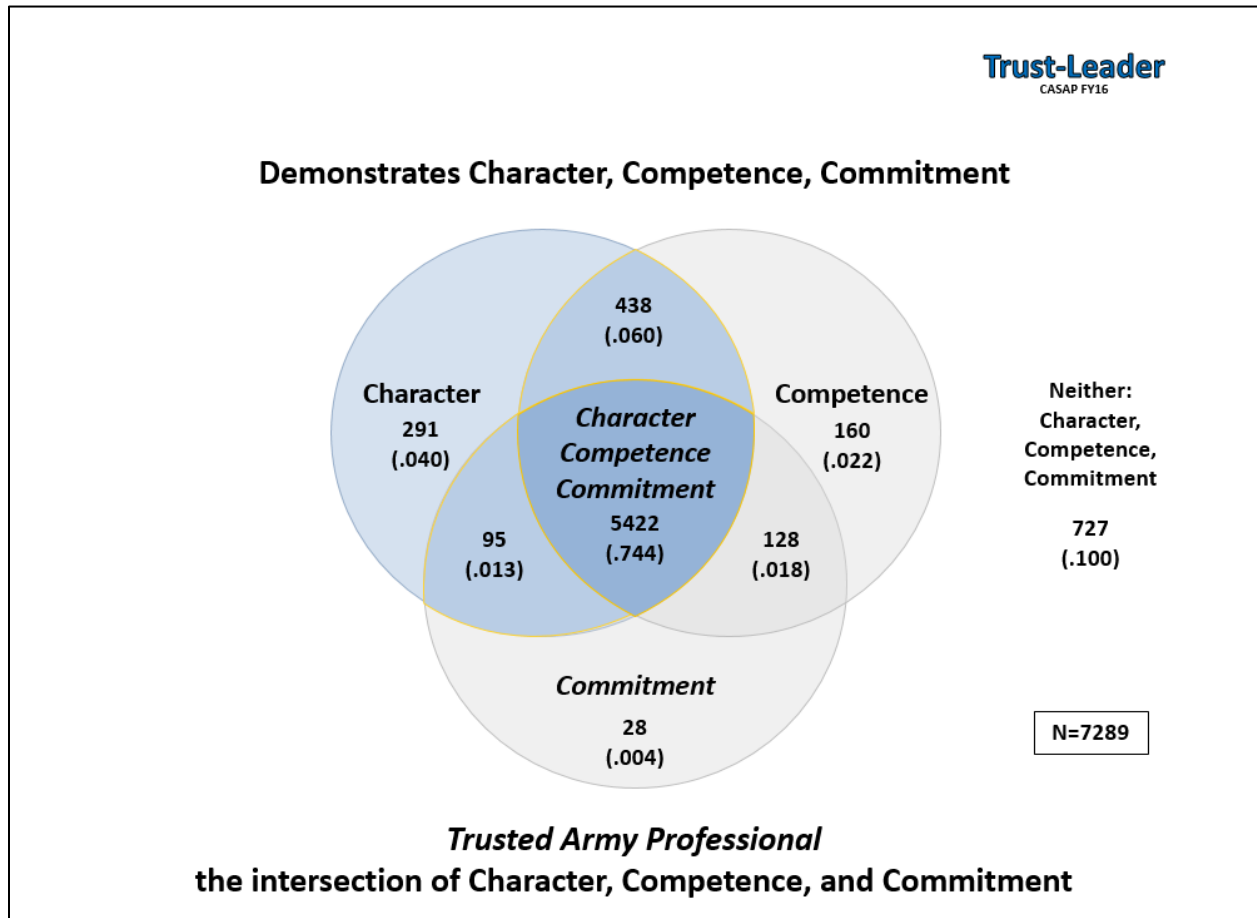 Trust-Leader
CASAP FY16
Demonstrates Character, Competence, Commitment
438
(.060)
Character
291
(.040)
Character
Competence
Commitment
5422
(.744)
Competence
160
(.022)
Neither:
Character,
Competence,
Commitment
727
(.100)
95
(.013)
128
(.018)
Commitment
28
(.004)
N=7289
Trusted Army Professional
the intersection of Character, Competence, and Commitment